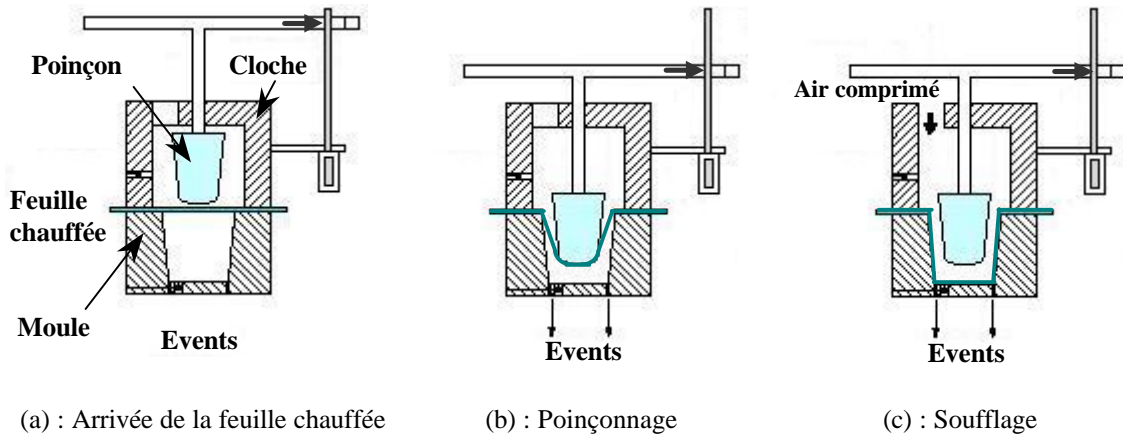 Poinçon
Cloche
Feuille
chauffée
Moule
Events
Events
Air comprimé
Events
(a) : Arrivée de la feuille chauffée
(b) : Poinçonnage
(c) : Soufflage